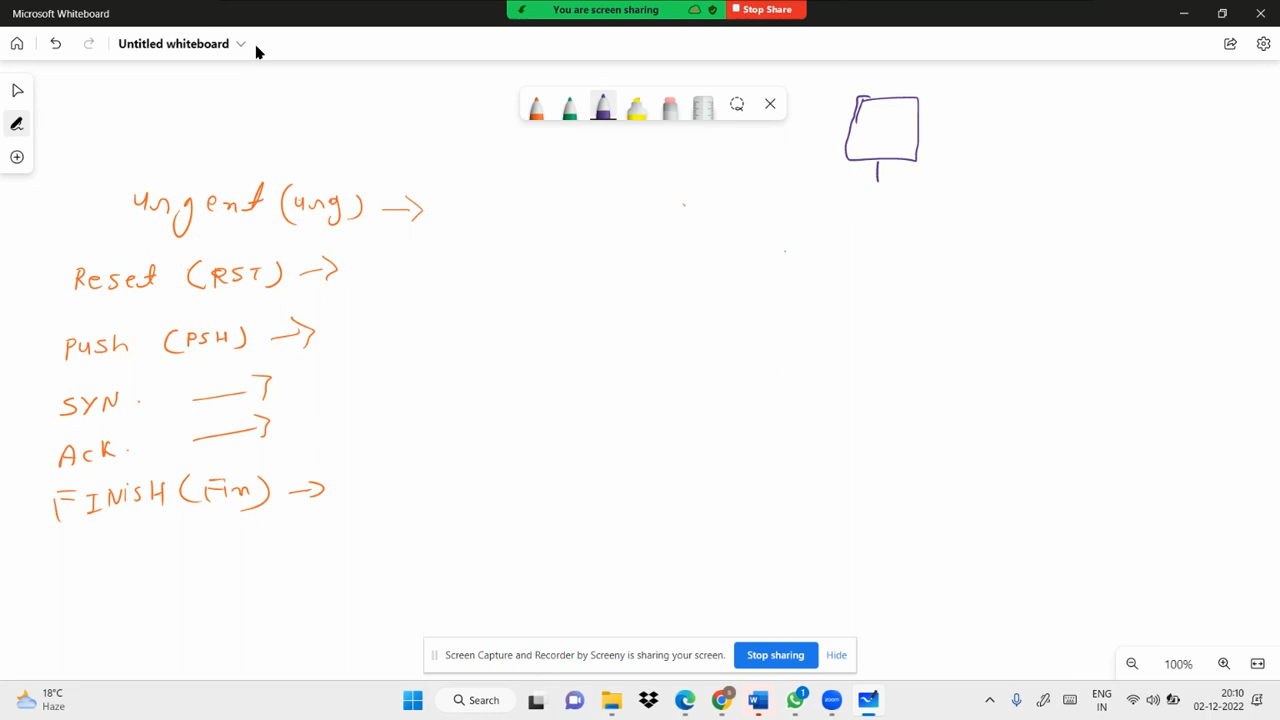 Microsoft Whiteboard
You are screen sharing
Stop Share
Untitled whiteboard
urgent (urg) →
Reset (RST) →
Push (PSH) →
SYN.
Ack.
FINISH (Fin) →
Screen Capture and Recorder by Screeny is sharing your screen.
Stop sharing
Hide
100%
18°C
Haze
Search
zoom
1
ENG
IN
20:10
02-12-2022